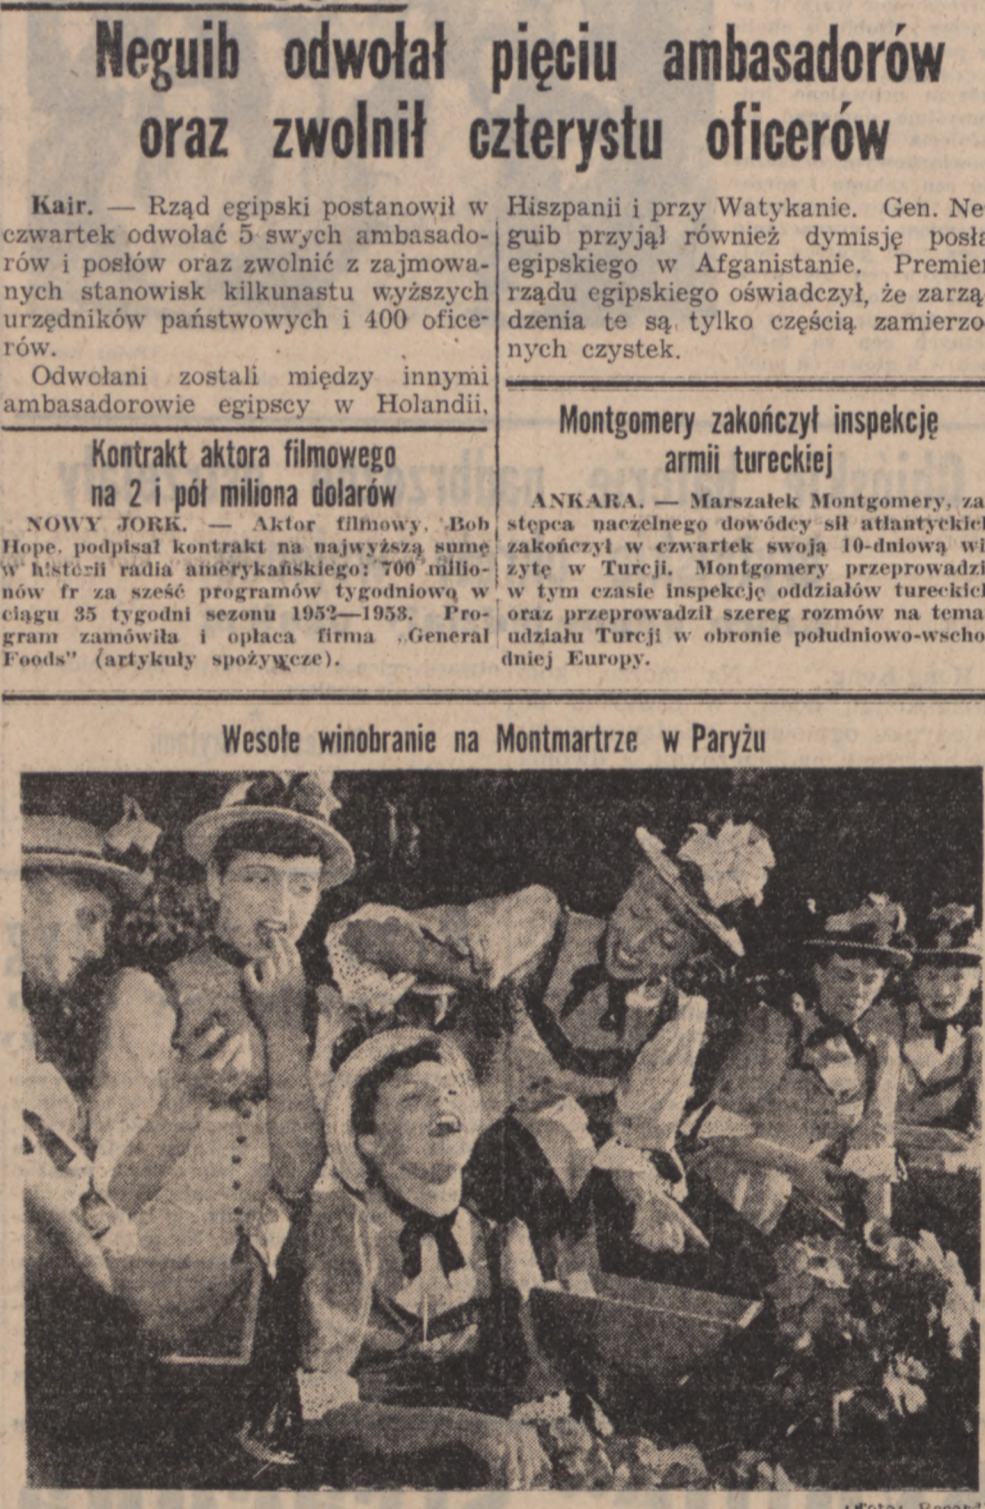 Neguib odwołał pięciu ambasadorów
oraz zwolnił czterystu oficerów
Kair. — Rząd egipski postanowił w
czwartek odwołać 5 swych ambasado-
rów i posłów oraz zwolnić z zajmowa-
nych stanowisk kilkunastu wyższych
urzędników państwowych i 400 ofice-
rów.
Odwołani zostali między innymi
ambasadorowie egipscy w Holandii,
Hiszpanii i przy Watykanie. Gen. Ne
guib przyjął również dymisję posła
egipskiego w Afganistanie. Premier
rządu egipskiego oświadczył, że zarzą
dzenia te są tylko częścią zamierzo
nych czystek.
Kontrakt aktora filmowego
na 2 i pół miliona dolarów
NOWY JORK. — Aktor filmowy, Bob
Hope, podpisał kontrakt na najwyższą sumę
w historii radia amerykańskiego: 700 milio-
nów fr za sześć programów tygodniową w
ciągu 35 tygodni sezonu 1952—1953. Pro-
gram zamówiła i opłaca firma „General
Foods” (artykuły spożywcze).
Montgomery zakończył inspekcję
armii tureckiej
ANKARA. — Marszałek Montgomery, za
stępca naczelnego dowódcy sił atlantyckich
zakończył w czwartek swoją 10-dniową wi
zytę w Turcji. Montgomery przeprowadzi
w tym czasie inspekcję oddziałów tureckich
oraz przeprowadził szereg rozmów na tema
udziału Turcji w obronie południowo-wscho
dniej Europy.
Wesołe winobranie na Montmartrze w Paryżu